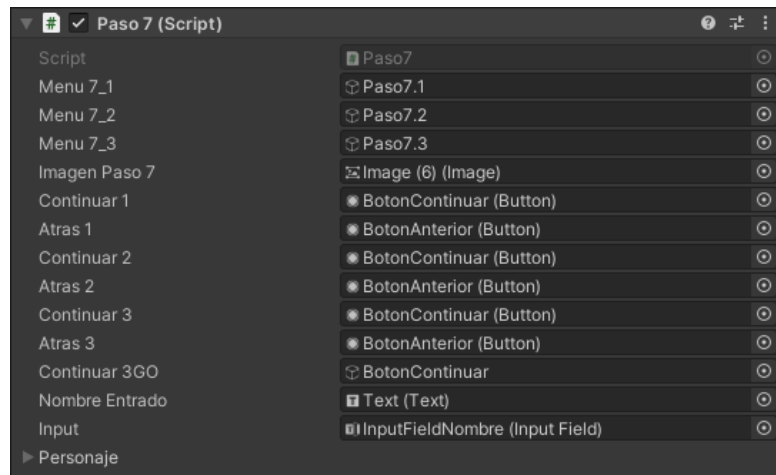 Paso 7 (Script)
Script Paso7
Menu 7_1 Paso7.1
Menu 7_2 Paso7.2
Menu 7_3 Paso7.3
Imagen Paso 7 Image (6) (Image)
Continuar 1 BotonContinuar (Button)
Atras 1 BotonAnterior (Button)
Continuar 2 BotonContinuar (Button)
Atras 2 BotonAnterior (Button)
Continuar 3 BotonContinuar (Button)
Atras 3 BotonAnterior (Button)
Continuar 3GO BotonContinuar
Nombre Entrado Text (Text)
Input InputFieldNombre (Input Field)
Personaje